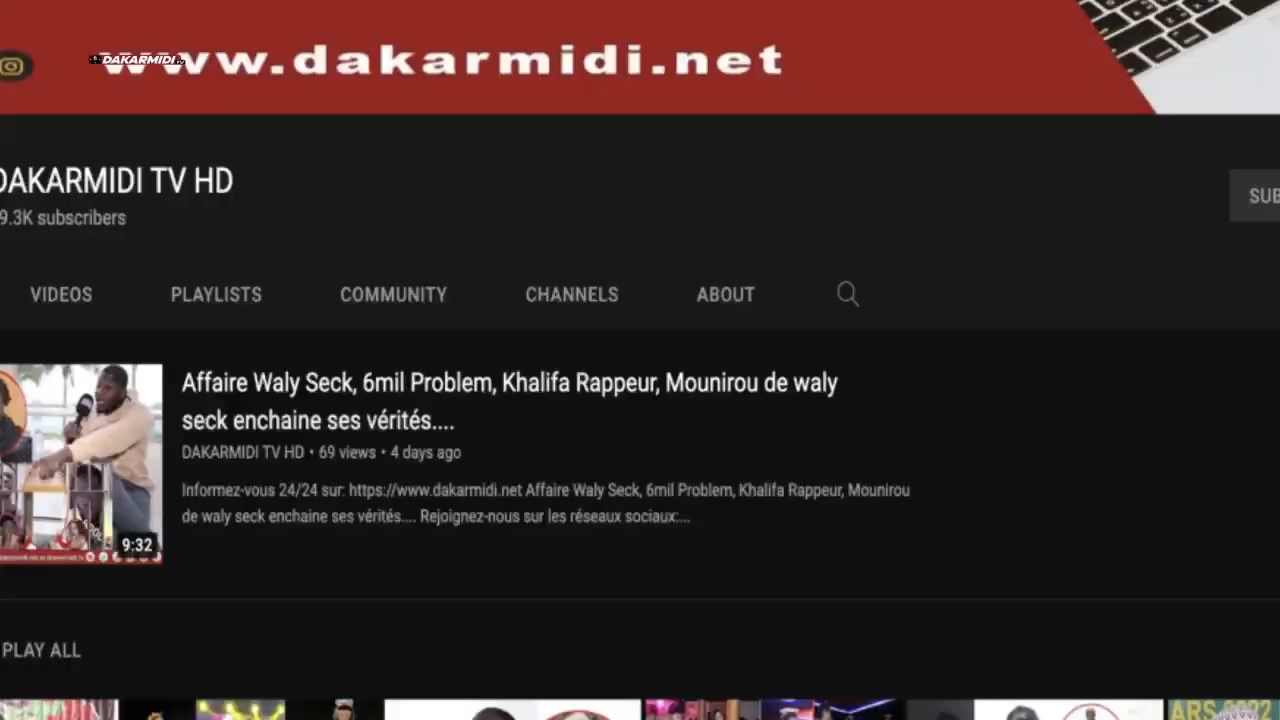 www.dakarmidi.net
DAKARMIDI
DAKARMIDI TV HD
9.3K subscribers
SUB
VIDEOS
PLAYLISTS
COMMUNITY
CHANNELS
ABOUT
Affaire Waly Seck, 6mil Problem, Khalifa Rappeur, Mounirou de waly
seck enchaine ses vérités....
DAKARMIDI TV HD • 69 views • 4 days ago
Informez-vous 24/24 sur: https://www.dakarmidi.net Affaire Waly Seck, 6mil Problem, Khalifa Rappeur, Mounirou
de waly seck enchaine ses vérités.... Rejoignez-nous sur les réseaux sociaux:...
9:32
PLAY ALL